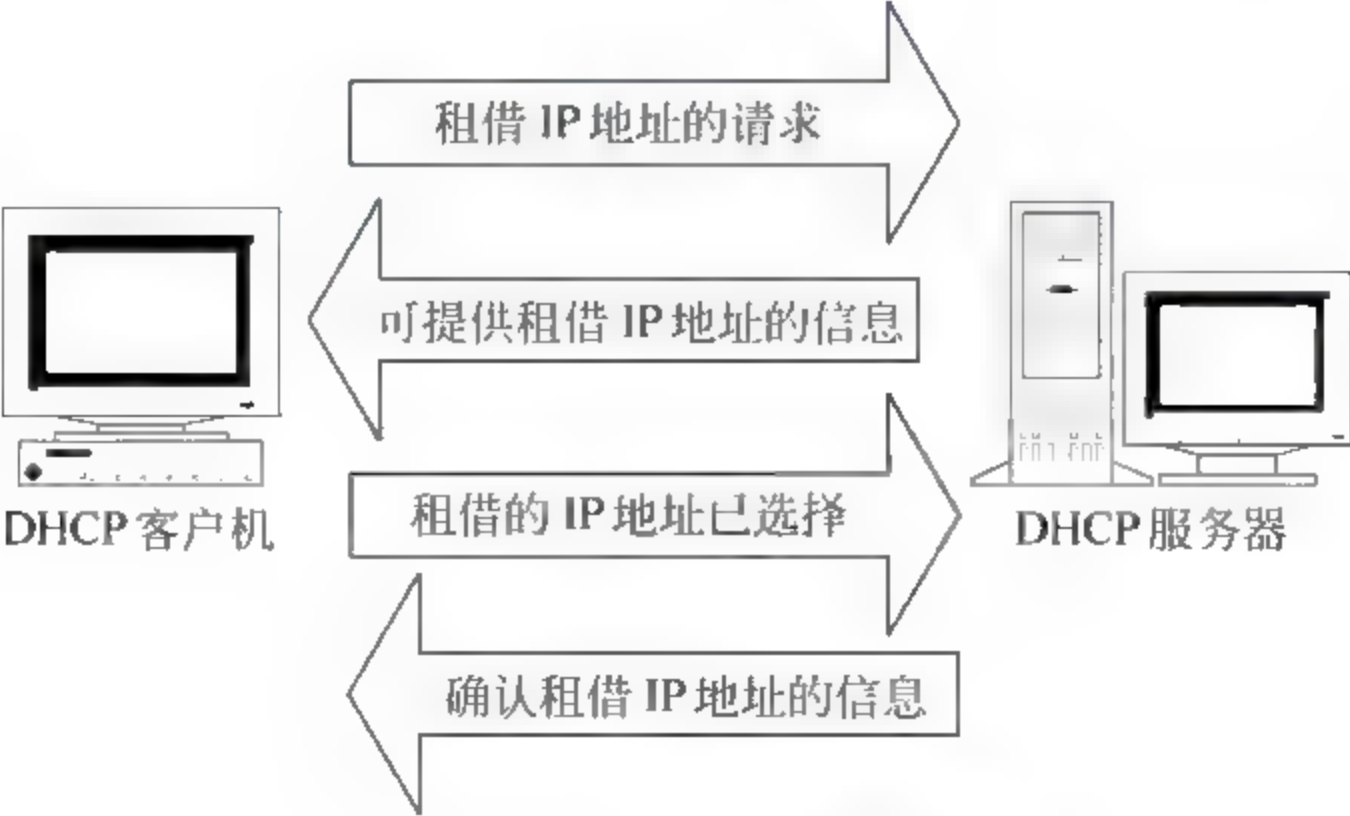 租借 IP 地址的请求
可提供租借 IP 地址的信息
租借的 IP 地址已选择
DHCP 客户机
DHCP 服务器
确认租借 IP 地址的信息